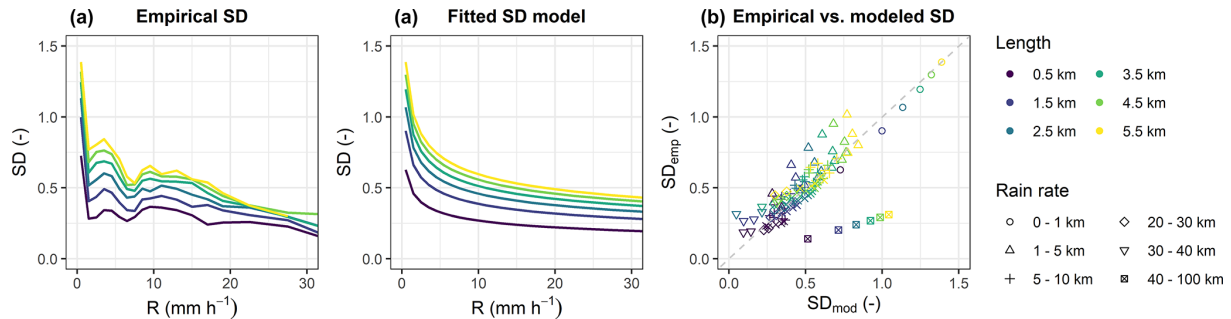 (a) Empirical SD
SD (-)
1.5
1.0
0.5
0.0
0 10 20 30
R (mm h⁻¹)
(a) Fitted SD model
SD (-)
1.5
1.0
0.5
0.0
0 10 20 30
R (mm h⁻¹)
(b) Empirical vs. modeled SD
SDemp (-)
1.5
1.0
0.5
0.0
0.0 0.5 1.0 1.5
SDmod (-)
Length
0.5 km 3.5 km
1.5 km 4.5 km
2.5 km 5.5 km
Rain rate
0 - 1 km 20 - 30 km
1 - 5 km 30 - 40 km
5 - 10 km 40 - 100 km